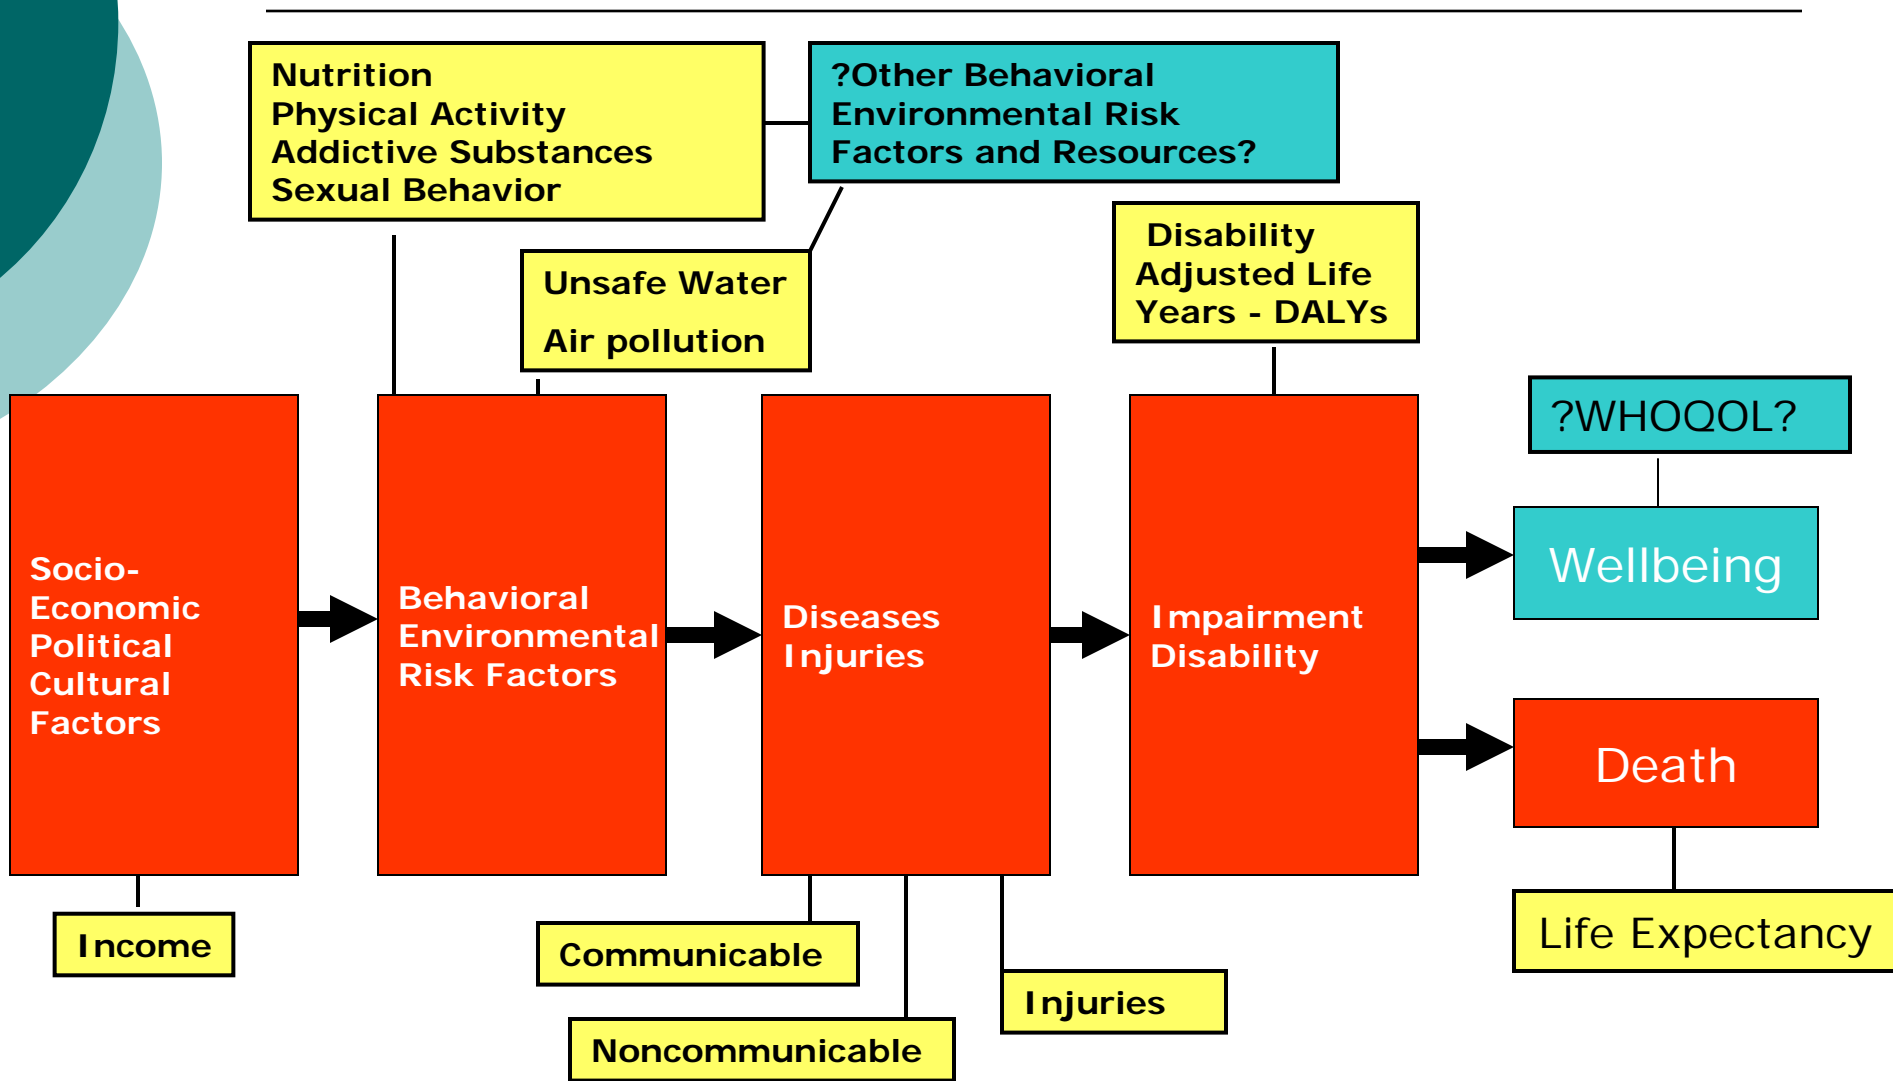 Nutrition
Physical Activity
Addictive Substances
Sexual Behavior
?Other Behavioral
Environmental Risk
Factors and Resources?
Unsafe Water
Air pollution
Disability
Adjusted Life
Years - DALYs
?WHOQOL?
Socio-
Economic
Political
Cultural
Factors
Behavioral
Environmental
Risk Factors
Diseases
Injuries
Impairment
Disability
Wellbeing
Death
Income
Communicable
Noncommunicable
Injuries
Life Expectancy